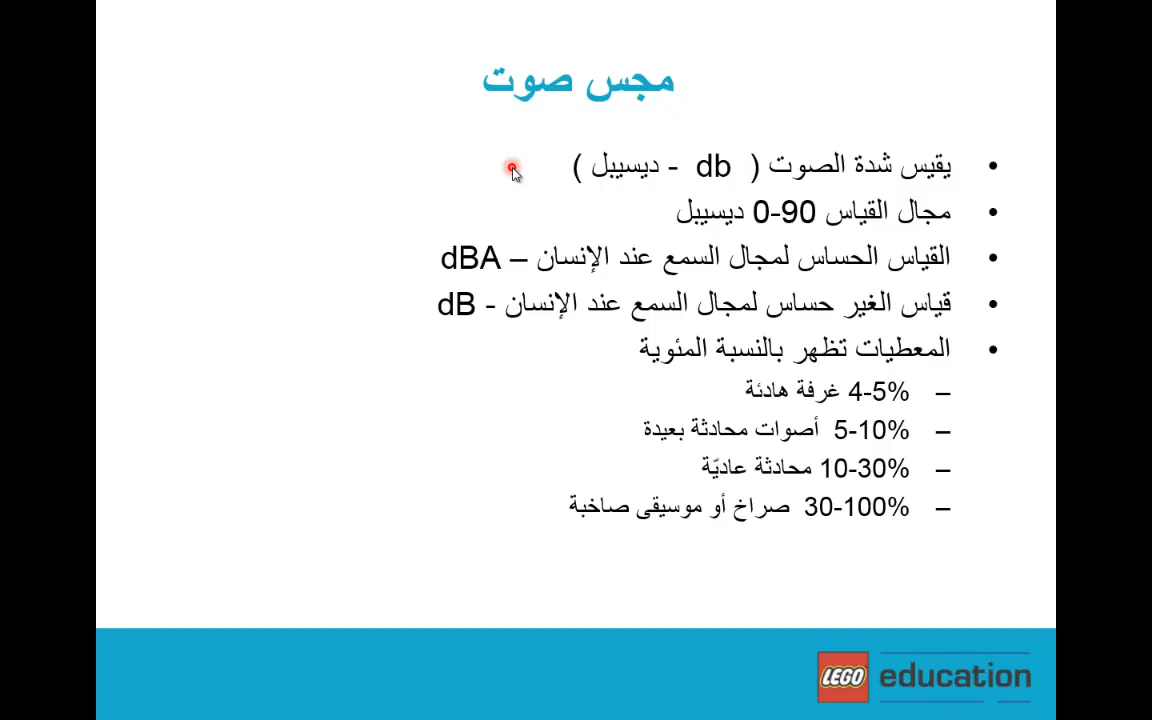 مجس صوت
• يقيس شدة الصوت ( db - ديسيبل )
• مجال القياس 0-90 ديسيبل
• القياس الحساس لمجال السمع عند الإنسان – dBA
• قياس الغير حساس لمجال السمع عند الإنسان - dB
• المعطيات تظهر بالنسبة المئوية
– 4-5% غرفة هادئة
– 5-10% أصوات محادثة بعيدة
– 10-30% محادثة عاديّة
– 30-100% صراخ أو موسيقى صاخبة
LEGO education